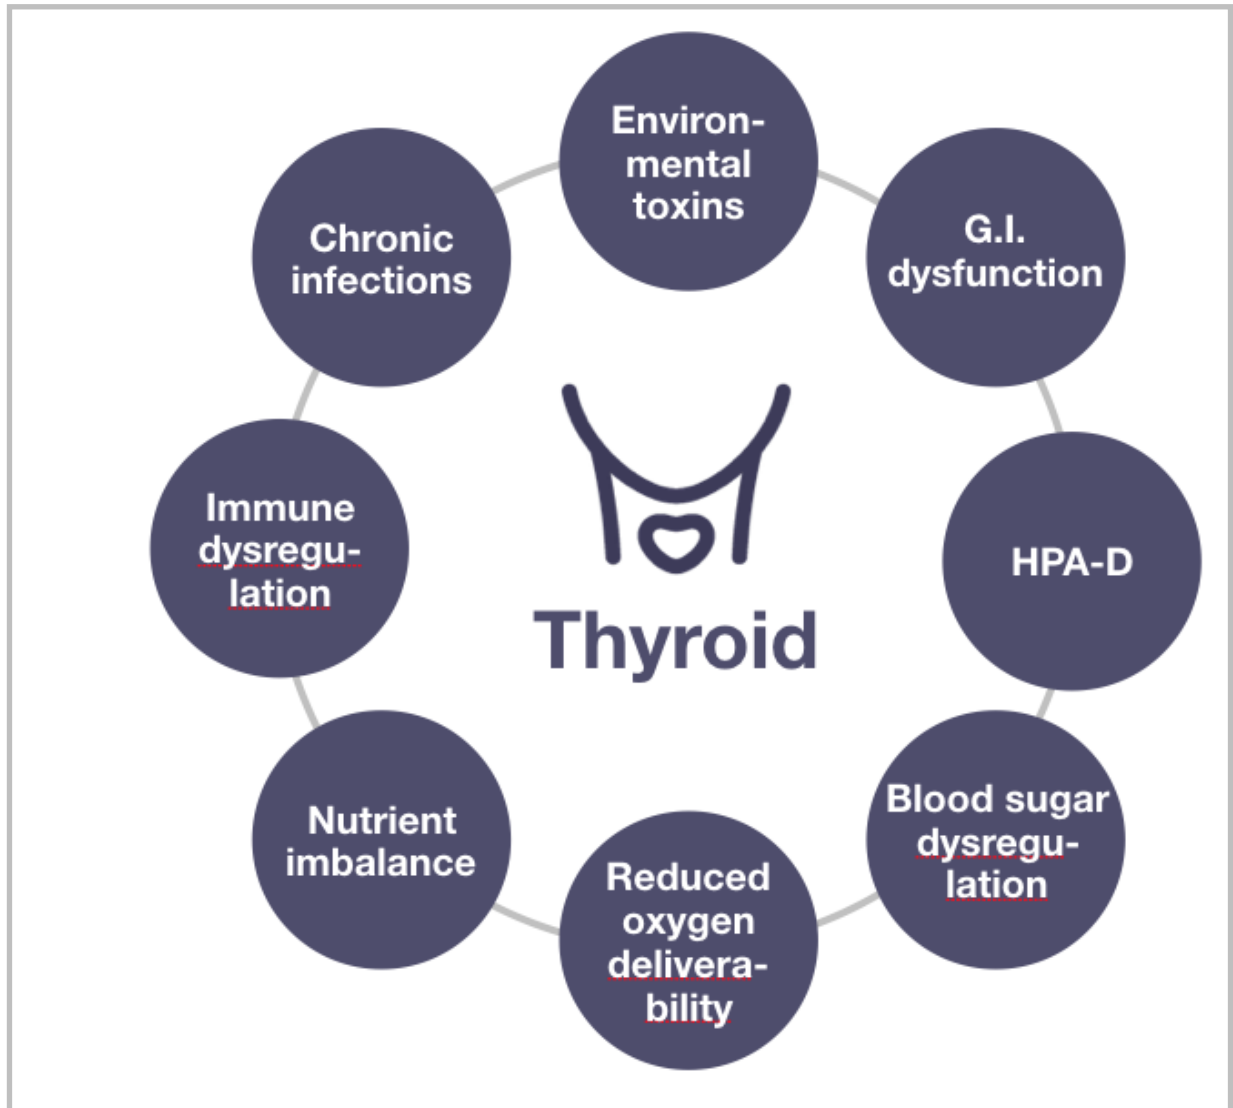 Environ-
mental
toxins
G.I.
dysfunction
HPA-D
Blood sugar
dysregu-
lation
Reduced
oxygen
delivera-
bility
Nutrient
imbalance
Immune
dysregu-
lation
Chronic
infections
Thyroid